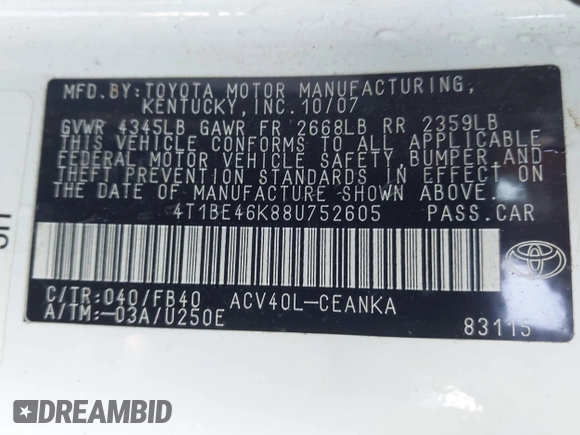 MFD.BY:TOYOTA MOTOR MANUFACTURING,
KENTUCKY,INC.10/07
GVWR 4345LB GAWR FR 2668LB RR 2359LB
THIS VEHICLE CONFORMS TO ALL APPLICABLE
FEDERAL MOTOR VEHICLE SAFETY,BUMPER,AND
THEFT PREVENTION STANDARDS IN EFFECT ON
THE DATE OF MANUFACTURE SHOWN ABOVE.
4T1BE46K88U752605 PASS.CAR
C/TR:040/FB40 ACV40L-CEANKA
A/TM:-03A/U250E 83115
DREAMBID